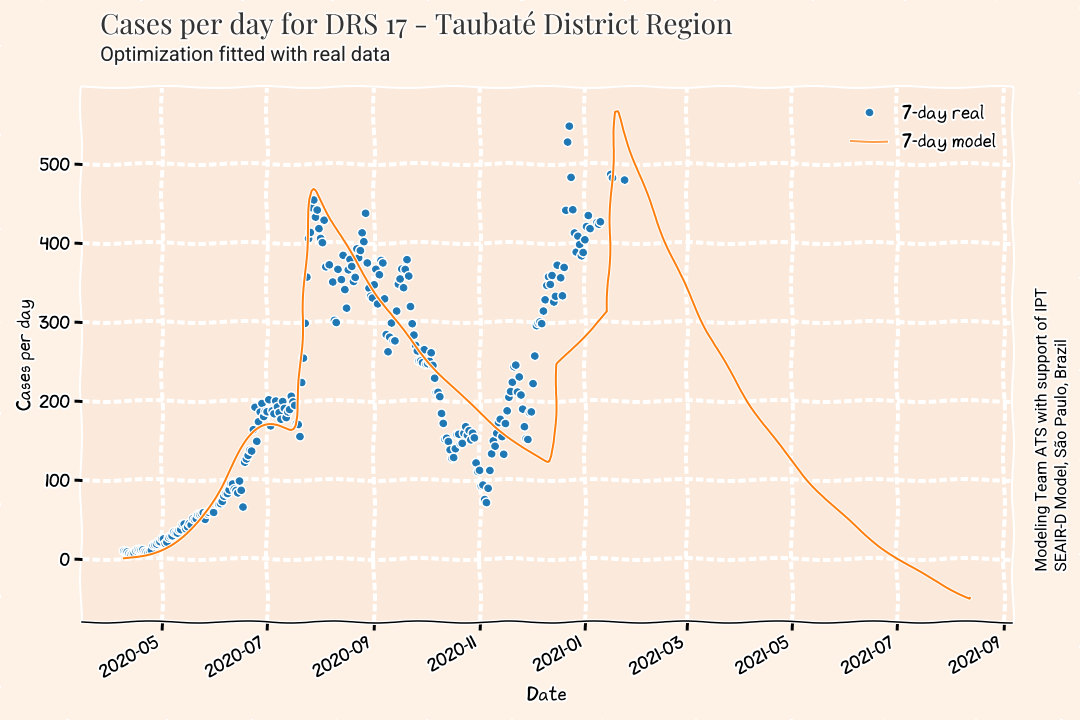 Cases per day for DRS 17 - Taubaté District Region
Optimization fitted with real data
7-day real
7-day model
500
400
300
200
100
0
Cases per day
2020-05
2020-07
2020-09
2020-11
2021-01
2021-03
2021-05
2021-07
2021-09
Date
Modeling Team ATS with support of IPT
SEAIR-D Model, São Paulo, Brazil